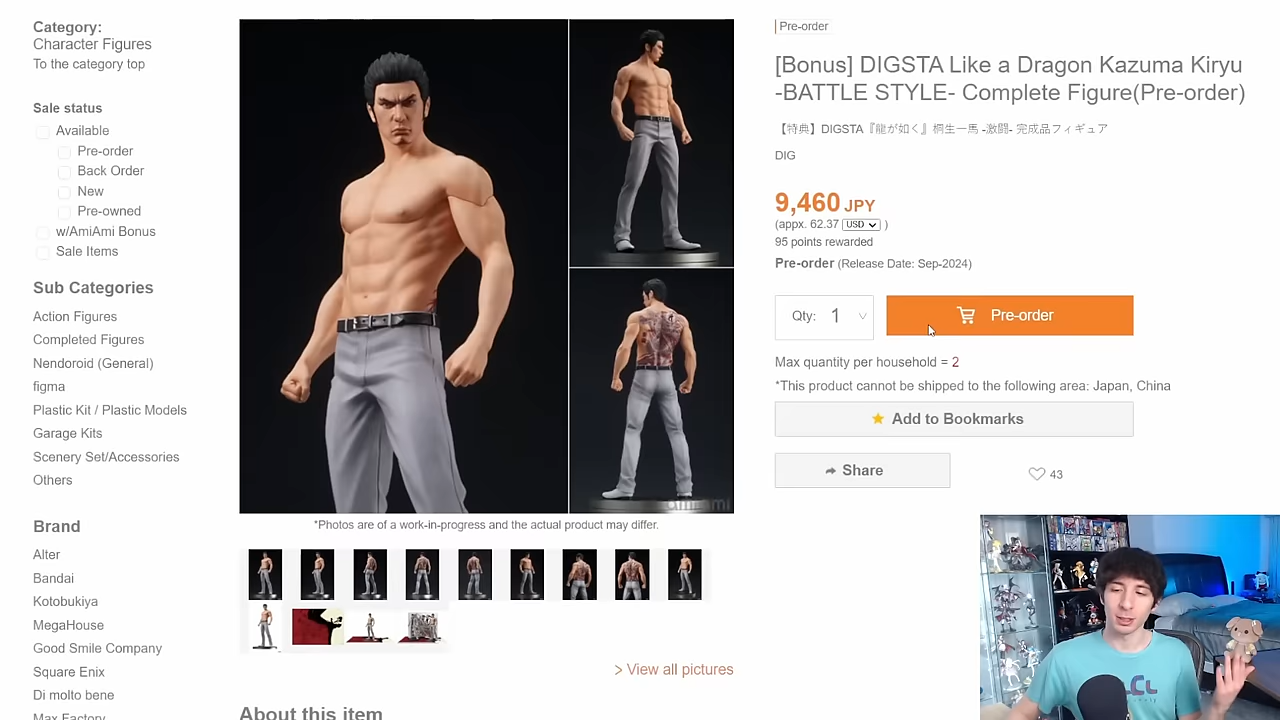 Category:
Character Figures
To the category top
Sale status
Available
Pre-order
Back Order
New
Pre-owned
w/AmiAmi Bonus
Sale Items
Sub Categories
Action Figures
Completed Figures
Nendoroid (General)
figma
Plastic Kit / Plastic Models
Garage Kits
Scenery Set/Accessories
Others
Brand
Alter
Bandai
Kotobukiya
MegaHouse
Good Smile Company
Square Enix
Di molto bene
Max Factory
*Photos are of a work-in-progress and the actual product may differ.
> View all pictures
About this item
Pre-order
[Bonus] DIGSTA Like a Dragon Kazuma Kiryu
-BATTLE STYLE- Complete Figure(Pre-order)
【特典】DIGSTA『龍が如く』桐生一馬 -激闘- 完成品フィギュア
DIG
9,460 JPY
(appx. 62.37 USD )
95 points rewarded
Pre-order (Release Date: Sep-2024)
Qty: 1
Pre-order
Max quantity per household = 2
*This product cannot be shipped to the following area: Japan, China
Add to Bookmarks
Share
43